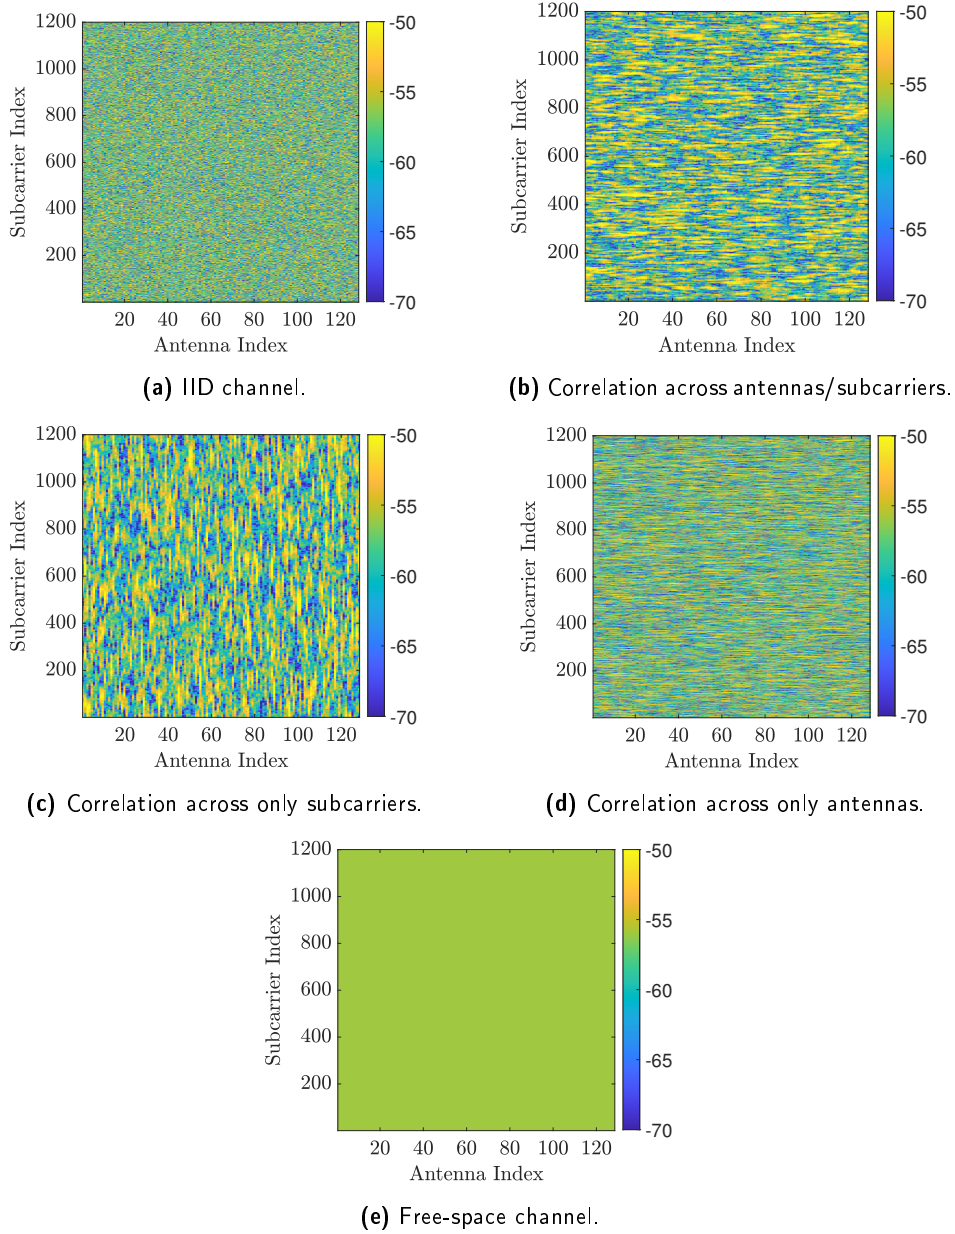 1200
1000
800
600
400
200
Subcarrier Index
20 40 60 80 100 120
Antenna Index
-50
-55
-60
-65
-70
(a) IID channel.
1200
1000
800
600
400
200
Subcarrier Index
20 40 60 80 100 120
Antenna Index
-50
-55
-60
-65
-70
(b) Correlation across antennas/subcarriers.
1200
1000
800
600
400
200
Subcarrier Index
20 40 60 80 100 120
Antenna Index
-50
-55
-60
-65
-70
(c) Correlation across only subcarriers.
1200
1000
800
600
400
200
Subcarrier Index
20 40 60 80 100 120
Antenna Index
-50
-55
-60
-65
-70
(d) Correlation across only antennas.
1200
1000
800
600
400
200
Subcarrier Index
20 40 60 80 100 120
Antenna Index
-50
-55
-60
-65
-70
(e) Free-space channel.